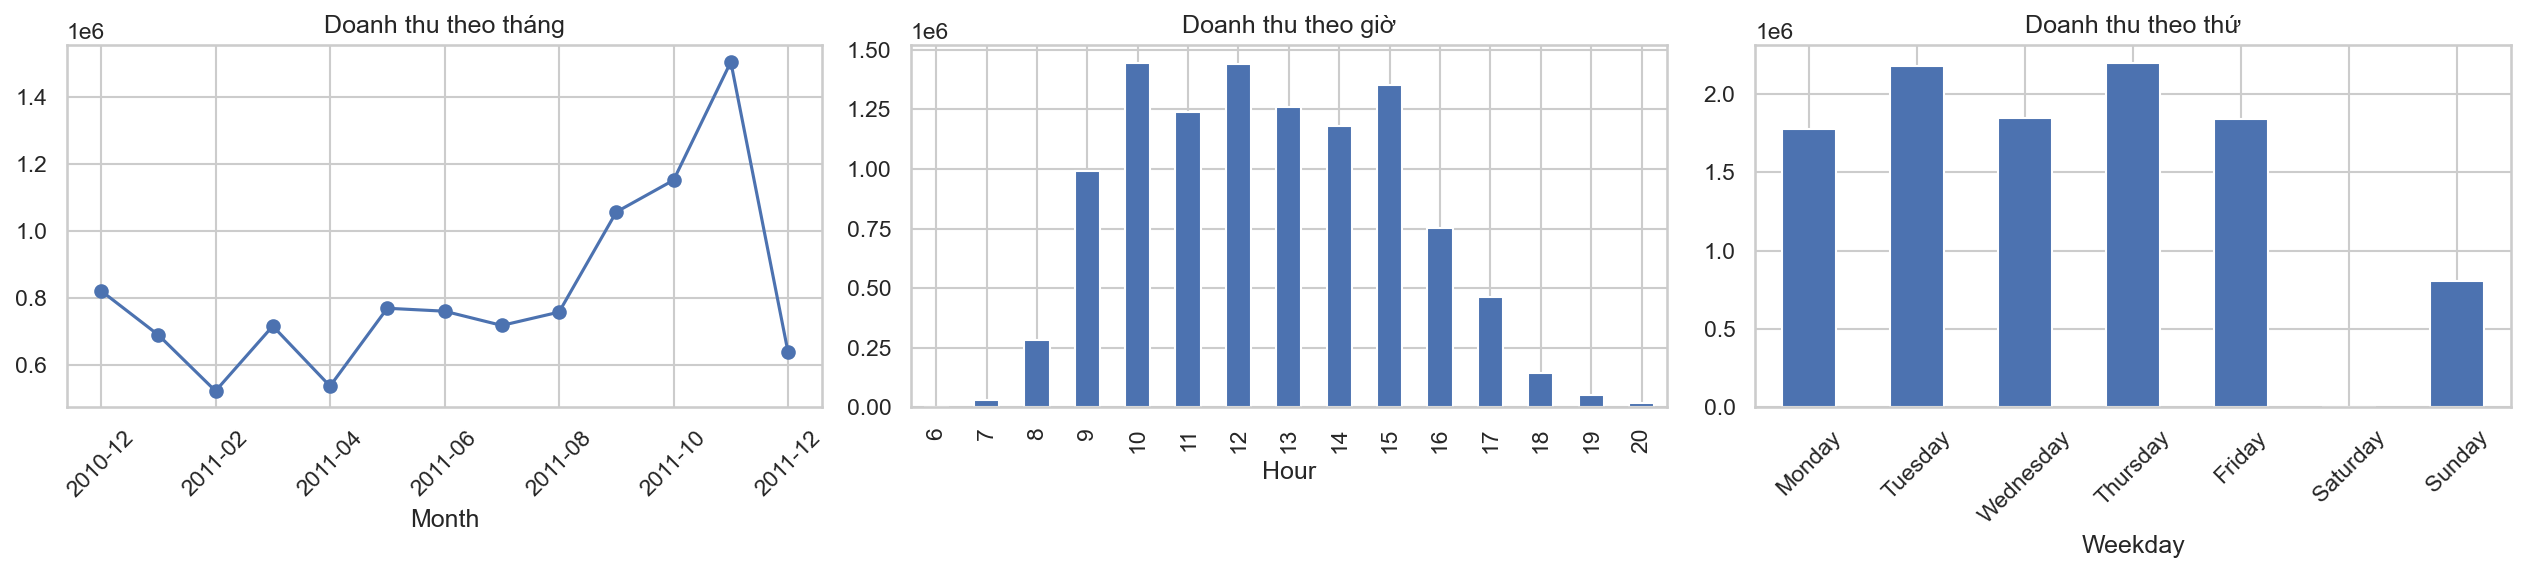 Doanh thu theo tháng
1e6
1.4
1.2
1.0
0.8
0.6
2010-12
2011-02
2011-04
2011-06
2011-08
2011-10
2011-12
Month
Doanh thu theo giờ
1e6
1.50
1.25
1.00
0.75
0.50
0.25
0.00
6
7
8
9
10
11
12
13
14
15
16
17
18
19
20
Hour
Doanh thu theo thứ
1e6
2.0
1.5
1.0
0.5
0.0
Monday
Tuesday
Wednesday
Thursday
Friday
Saturday
Sunday
Weekday